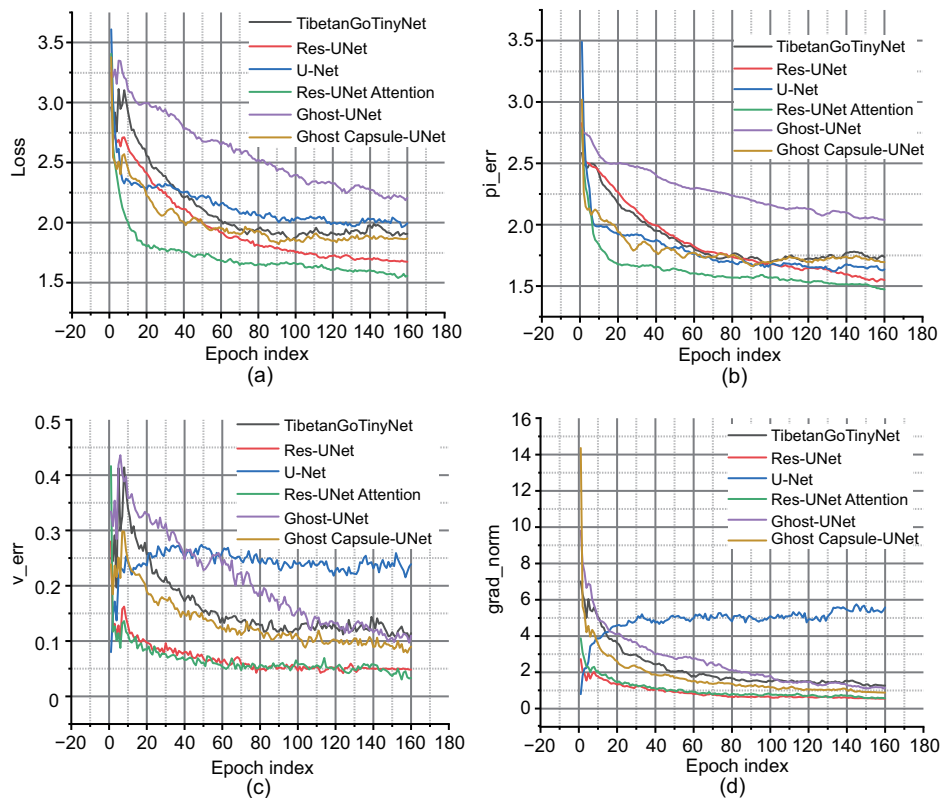 3.5
3.0
2.5
2.0
1.5
Loss
TibetanGoTinyNet
Res-UNet
U-Net
Res-UNet Attention
Ghost-UNet
Ghost Capsule-UNet
−20 0 20 40 60 80 100 120 140 160 180
Epoch index
(a)
3.5
3.0
2.5
2.0
1.5
pi_err
TibetanGoTinyNet
Res-UNet
U-Net
Res-UNet Attention
Ghost-UNet
Ghost Capsule-UNet
−20 0 20 40 60 80 100 120 140 160 180
Epoch index
(b)
0.5
0.4
0.3
0.2
0.1
0
v_err
TibetanGoTinyNet
Res-UNet
U-Net
Res-UNet Attention
Ghost-UNet
Ghost Capsule-UNet
−20 0 20 40 60 80 100 120 140 160 180
Epoch index
(c)
16
14
12
10
8
6
4
2
0
grad_norm
TibetanGoTinyNet
Res-UNet
U-Net
Res-UNet Attention
Ghost-UNet
Ghost Capsule-UNet
−20 0 20 40 60 80 100 120 140 160 180
Epoch index
(d)